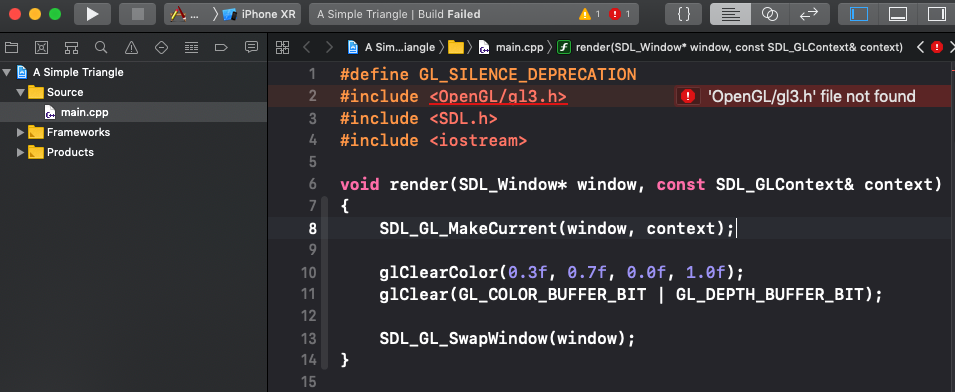 A... iPhone XR
A Simple Triangle | Build Failed 1 1
A Sim...iangle main.cpp render(SDL_Window* window, const SDL_GLContext& context)
A Simple Triangle
Source
main.cpp
Frameworks
Products
1 #define GL_SILENCE_DEPRECATION
2 #include <OpenGL/gl3.h> 'OpenGL/gl3.h' file not found
3 #include <SDL.h>
4 #include <iostream>
5
6 void render(SDL_Window* window, const SDL_GLContext& context)
7 {
8 SDL_GL_MakeCurrent(window, context);
9
10 glClearColor(0.3f, 0.7f, 0.0f, 1.0f);
11 glClear(GL_COLOR_BUFFER_BIT | GL_DEPTH_BUFFER_BIT);
12
13 SDL_GL_SwapWindow(window);
14 }
15